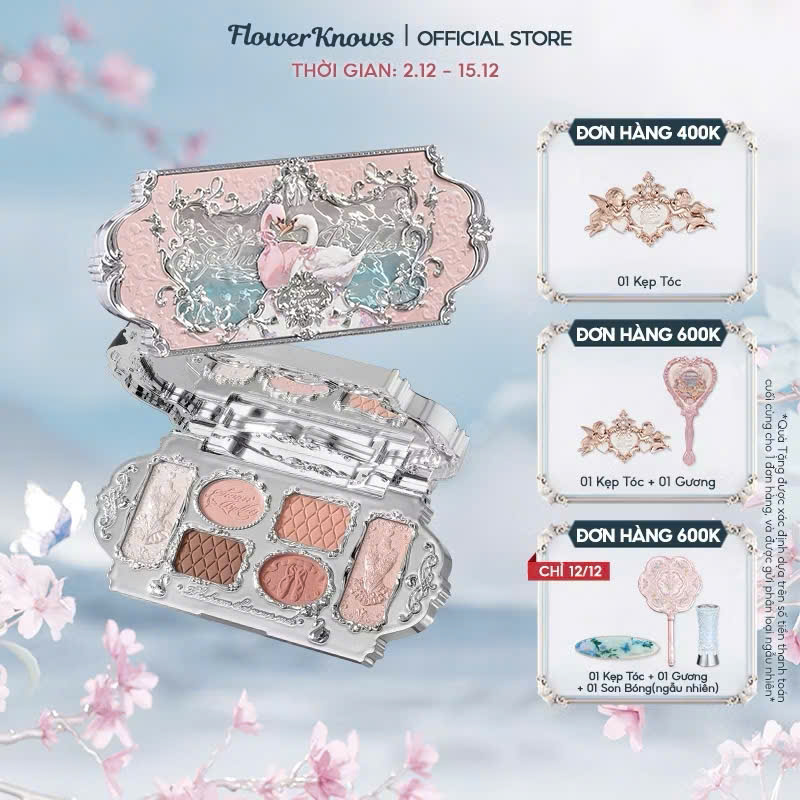 FlowerKnows | OFFICIAL STORE
THỜI GIAN: 2.12 - 15.12
ĐƠN HÀNG 400K
01 Kẹp Tóc
ĐƠN HÀNG 600K
01 Kẹp Tóc + 01 Gương
ĐƠN HÀNG 600K
CHỈ 12/12
01 Kẹp Tóc + 01 Gương
+ 01 Son Bóng(ngẫu nhiên)
*Quà Tặng được xác định dựa trên số tiền thanh toán
cuối cùng cho 1 đơn hàng, và được gửi phân loại ngẫu nhiên*